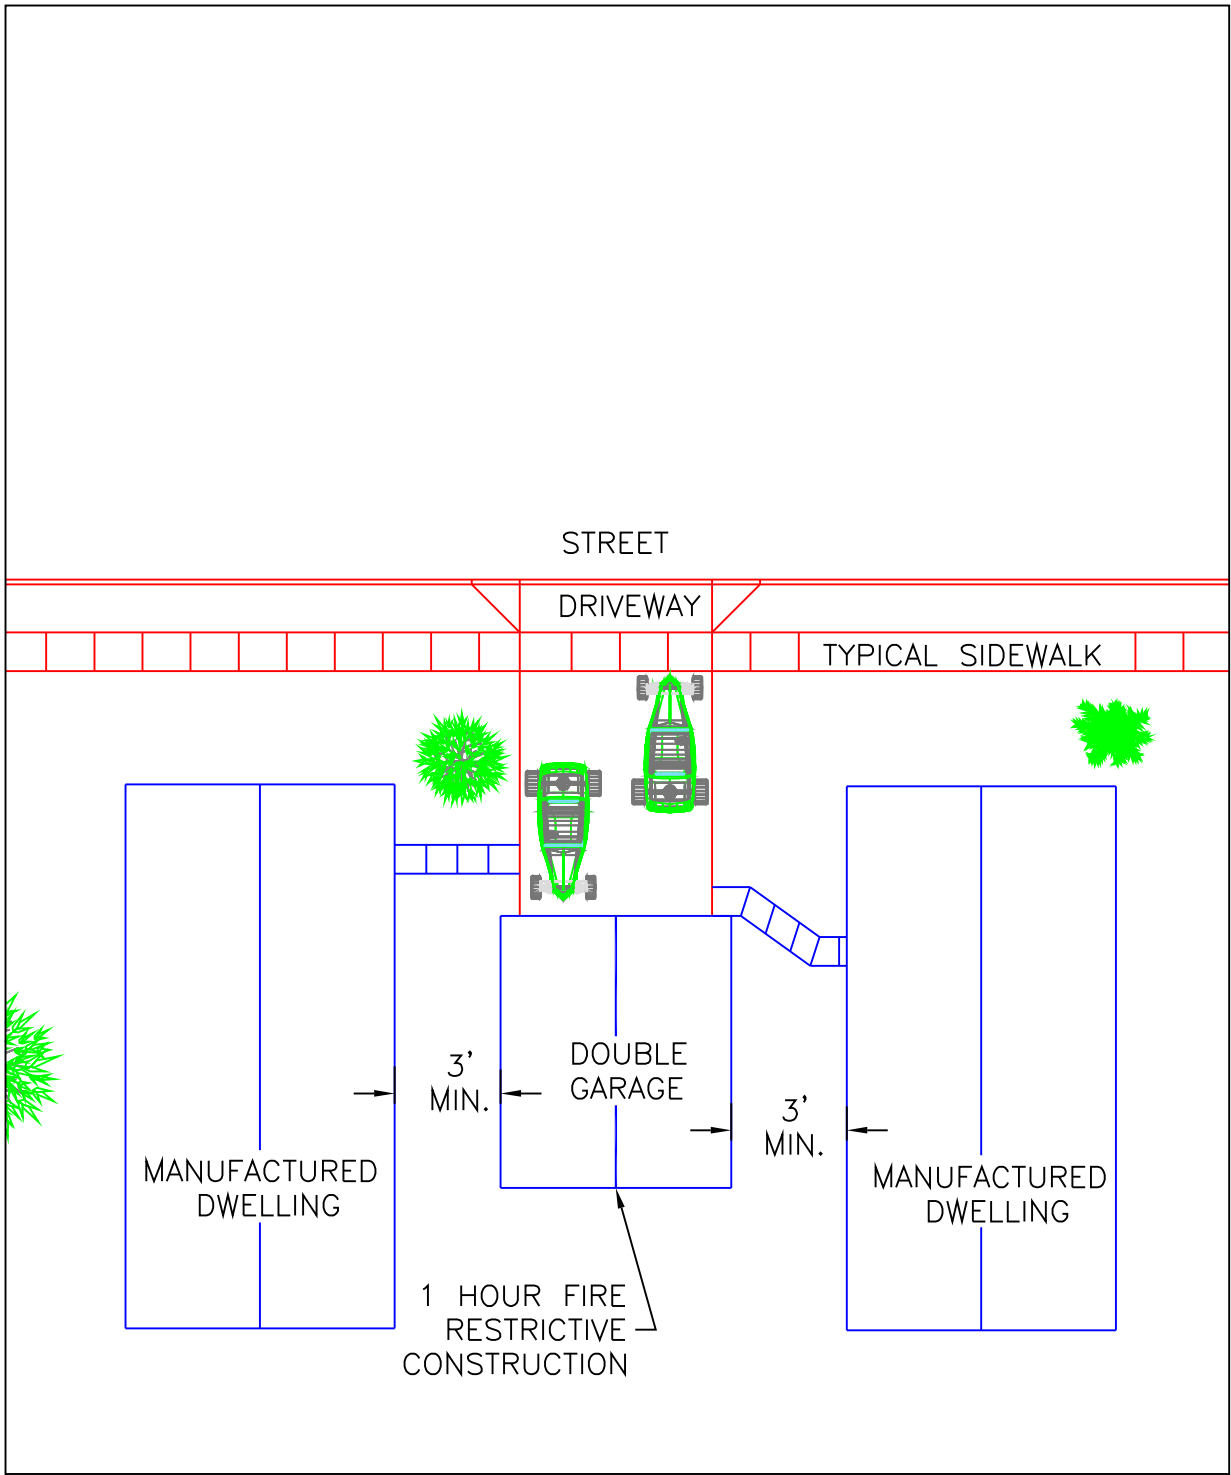 STREET
DRIVEWAY
TYPICAL SIDEWALK
3'
MIN.
DOUBLE
GARAGE
3'
MIN.
MANUFACTURED
DWELLING
MANUFACTURED
DWELLING
1 HOUR FIRE
RESTRICTIVE
CONSTRUCTION